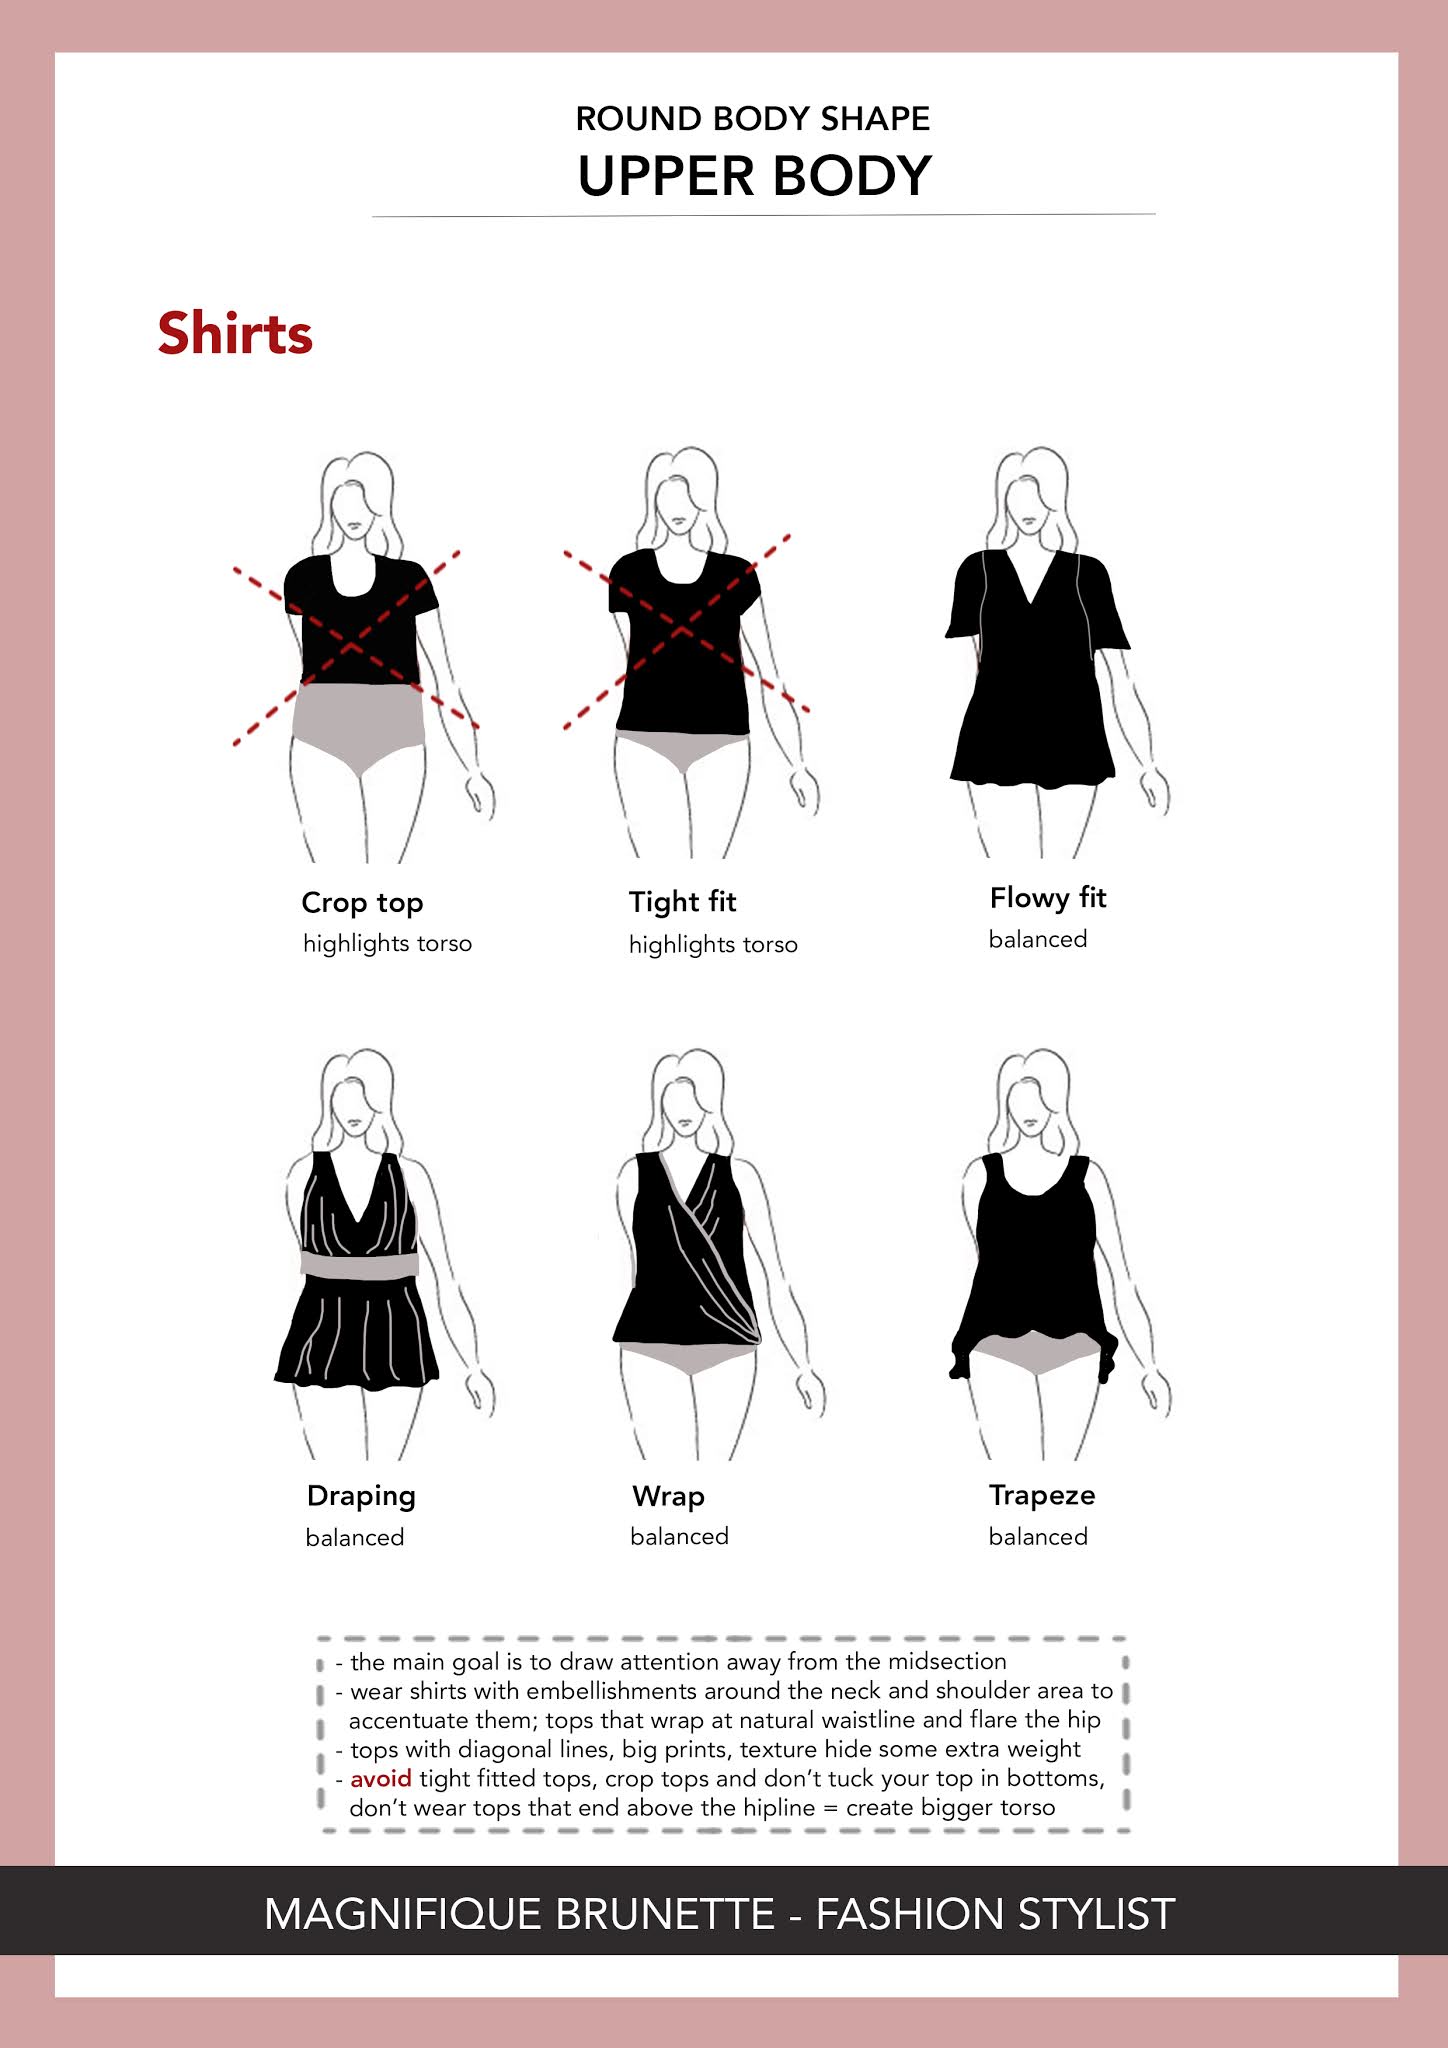 ROUND BODY SHAPE
UPPER BODY
Shirts
Crop top
highlights torso
Tight fit
highlights torso
Flowy fit
balanced
Draping
balanced
Wrap
balanced
Trapeze
balanced
- the main goal is to draw attention away from the midsection
- wear shirts with embellishments around the neck and shoulder area to
accentuate them; tops that wrap at natural waistline and flare the hip
- tops with diagonal lines, big prints, texture hide some extra weight
- avoid tight fitted tops, crop tops and don't tuck your top in bottoms,
don't wear tops that end above the hipline = create bigger torso
MAGNIFIQUE BRUNETTE - FASHION STYLIST